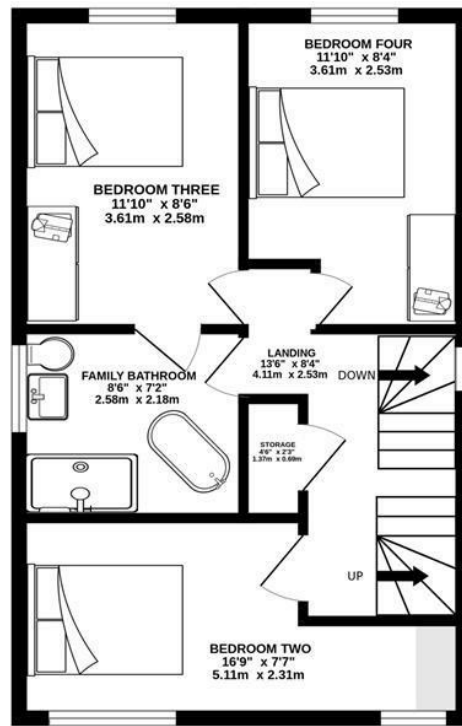 BEDROOM THREE
11'10" x 8'6"
3.61m x 2.58m
BEDROOM FOUR
11'10" x 8'4"
3.61m x 2.53m
FAMILY BATHROOM
8'6" x 7'2"
2.58m x 2.18m
LANDING
13'6" x 8'4"
4.11m x 2.53m
DOWN
STORAGE
4'6" x 2'3"
1.37m x 0.69m
UP
BEDROOM TWO
16'9" x 7'7"
5.11m x 2.31m